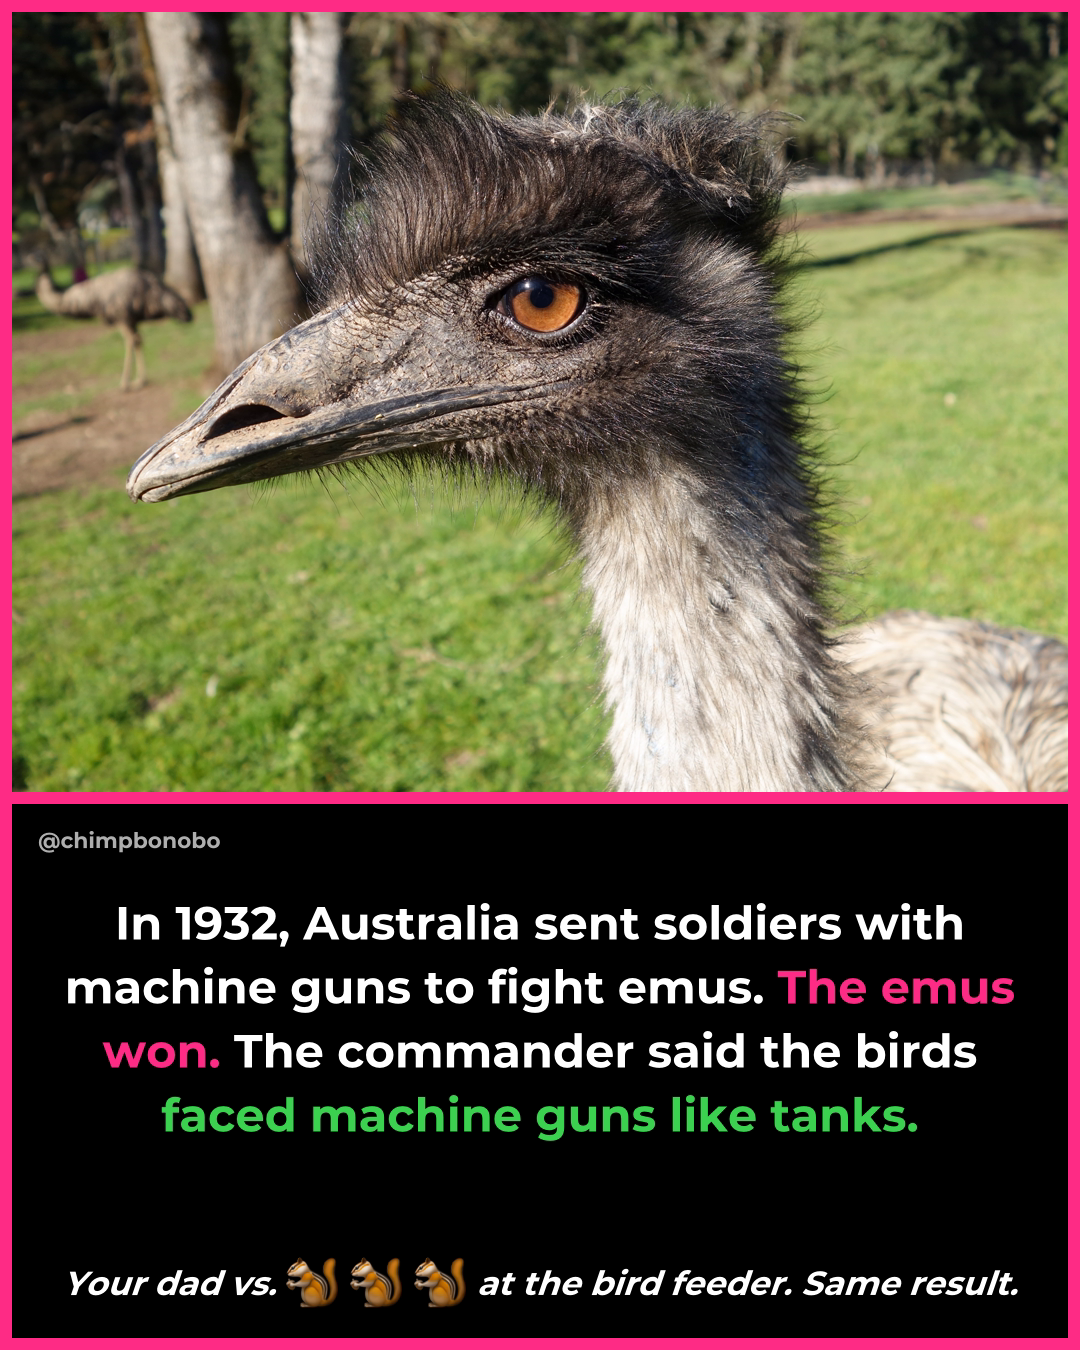 @chimpbonobo
In 1932, Australia sent soldiers with
machine guns to fight emus. The emus
won. The commander said the birds
faced machine guns like tanks.
Your dad vs. 🐿️🐿️🐿️ at the bird feeder. Same result.